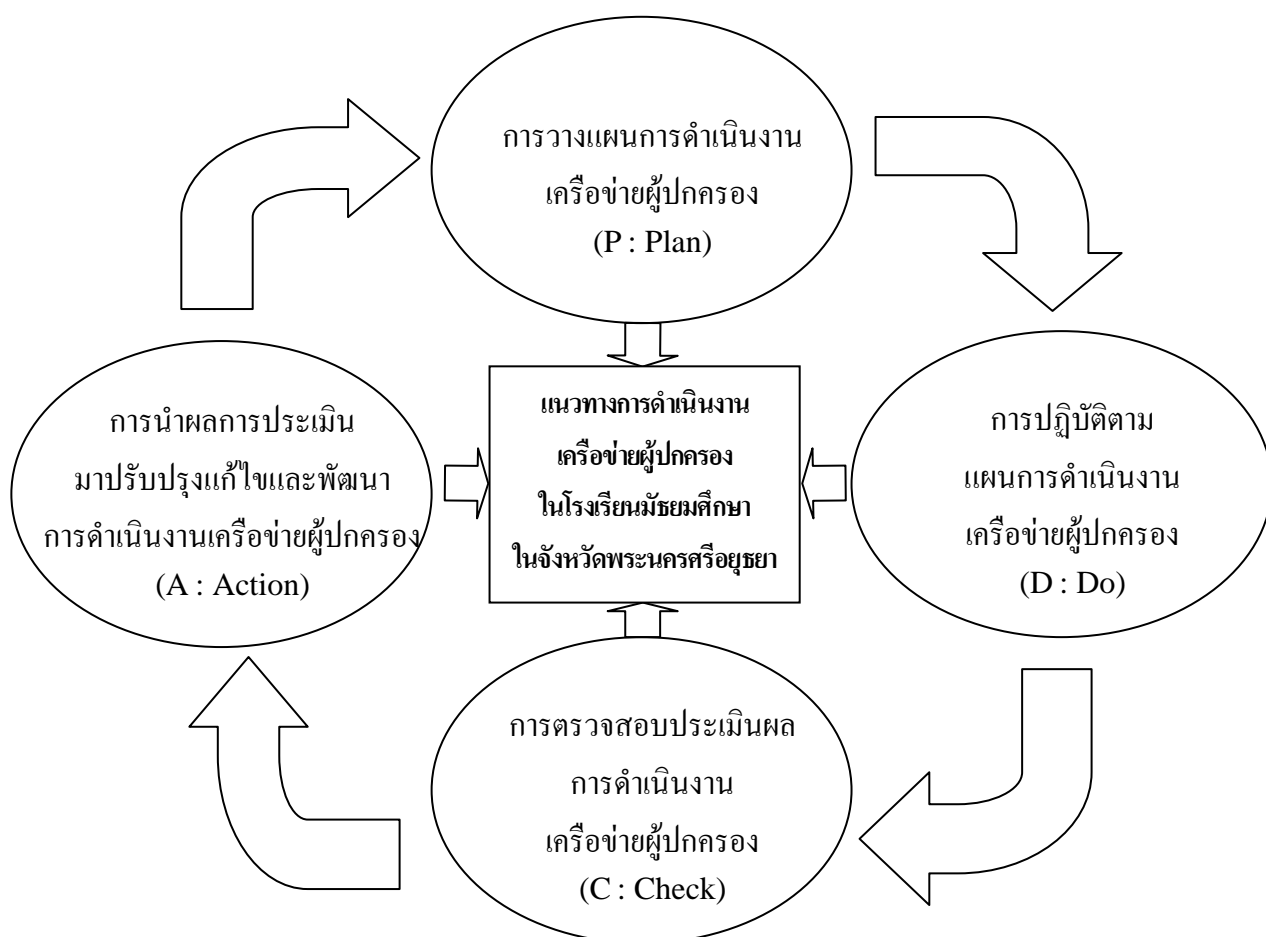 การวางแผนการดำเนินงาน
เครือข่ายผู้ปกครอง
(P : Plan)
การนำผลการประเมิน
มาปรับปรุงแก้ไขและพัฒนา
การดำเนินงานเครือข่ายผู้ปกครอง
(A : Action)
แนวทางการดำเนินงาน
เครือข่ายผู้ปกครอง
ในโรงเรียนมัธยมศึกษา
ในจังหวัดพระนครศรีอยุธยา
การปฏิบัติตาม
แผนการดำเนินงาน
เครือข่ายผู้ปกครอง
(D : Do)
การตรวจสอบประเมินผล
การดำเนินงาน
เครือข่ายผู้ปกครอง
(C : Check)